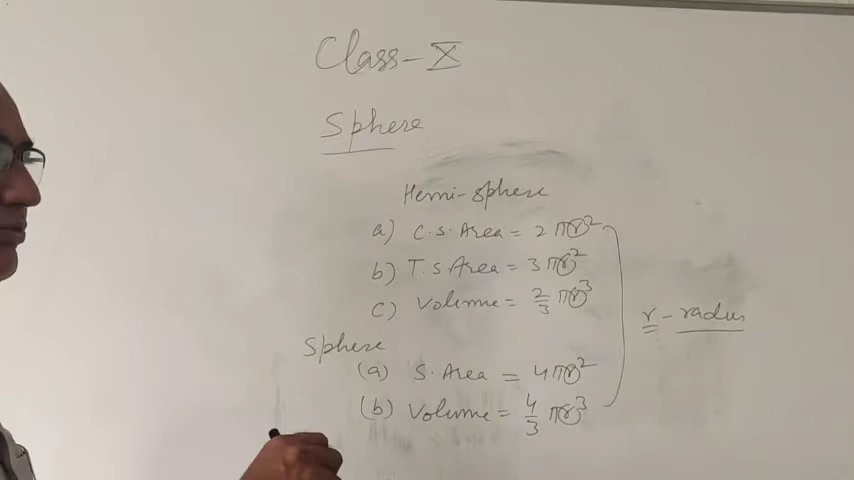 Class-X
Sphere
Hemi-sphere
a) C.S.Area = 2πr²
b) T.S.Area = 3πr²
c) Volume = 2/3 πr³
r - radius
Sphere
(a) S.Area = 4πr²
(b) Volume = 4/3 πr³